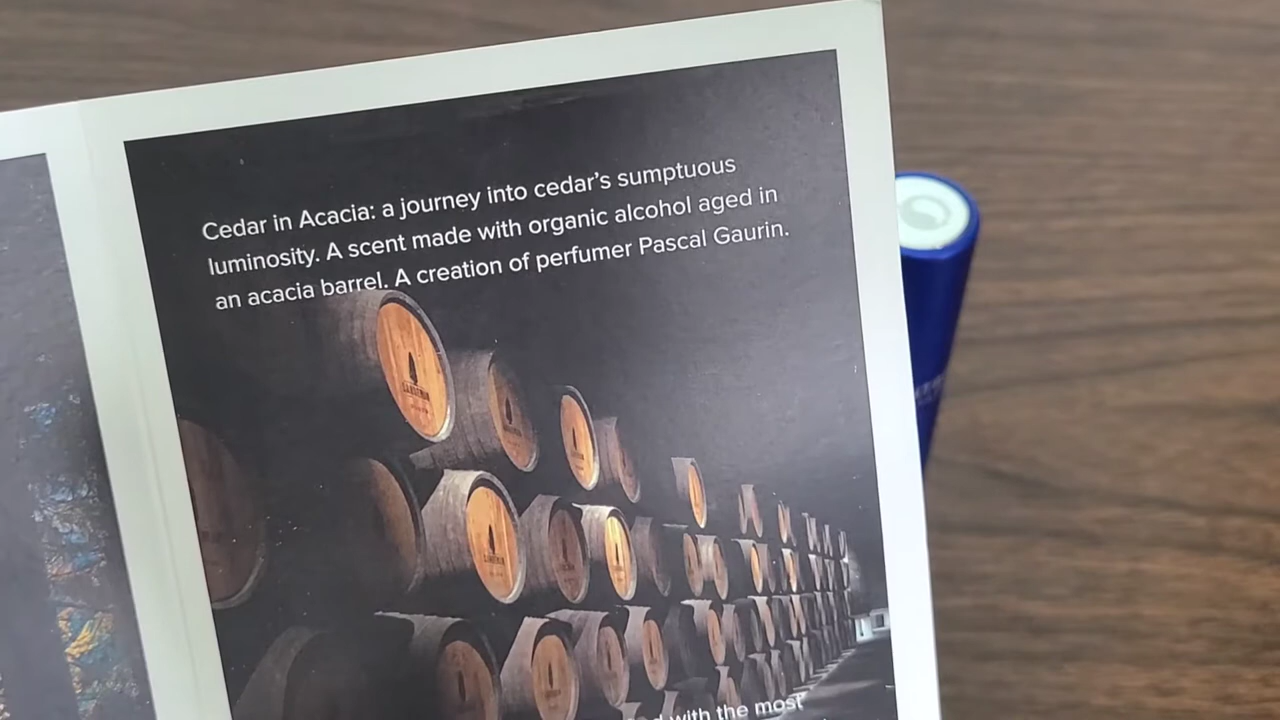 Cedar in Acacia: a journey into cedar's sumptuous
luminosity. A scent made with organic alcohol aged in
an acacia barrel. A creation of perfumer Pascal Gaurin.
SANDEMAN
with the most